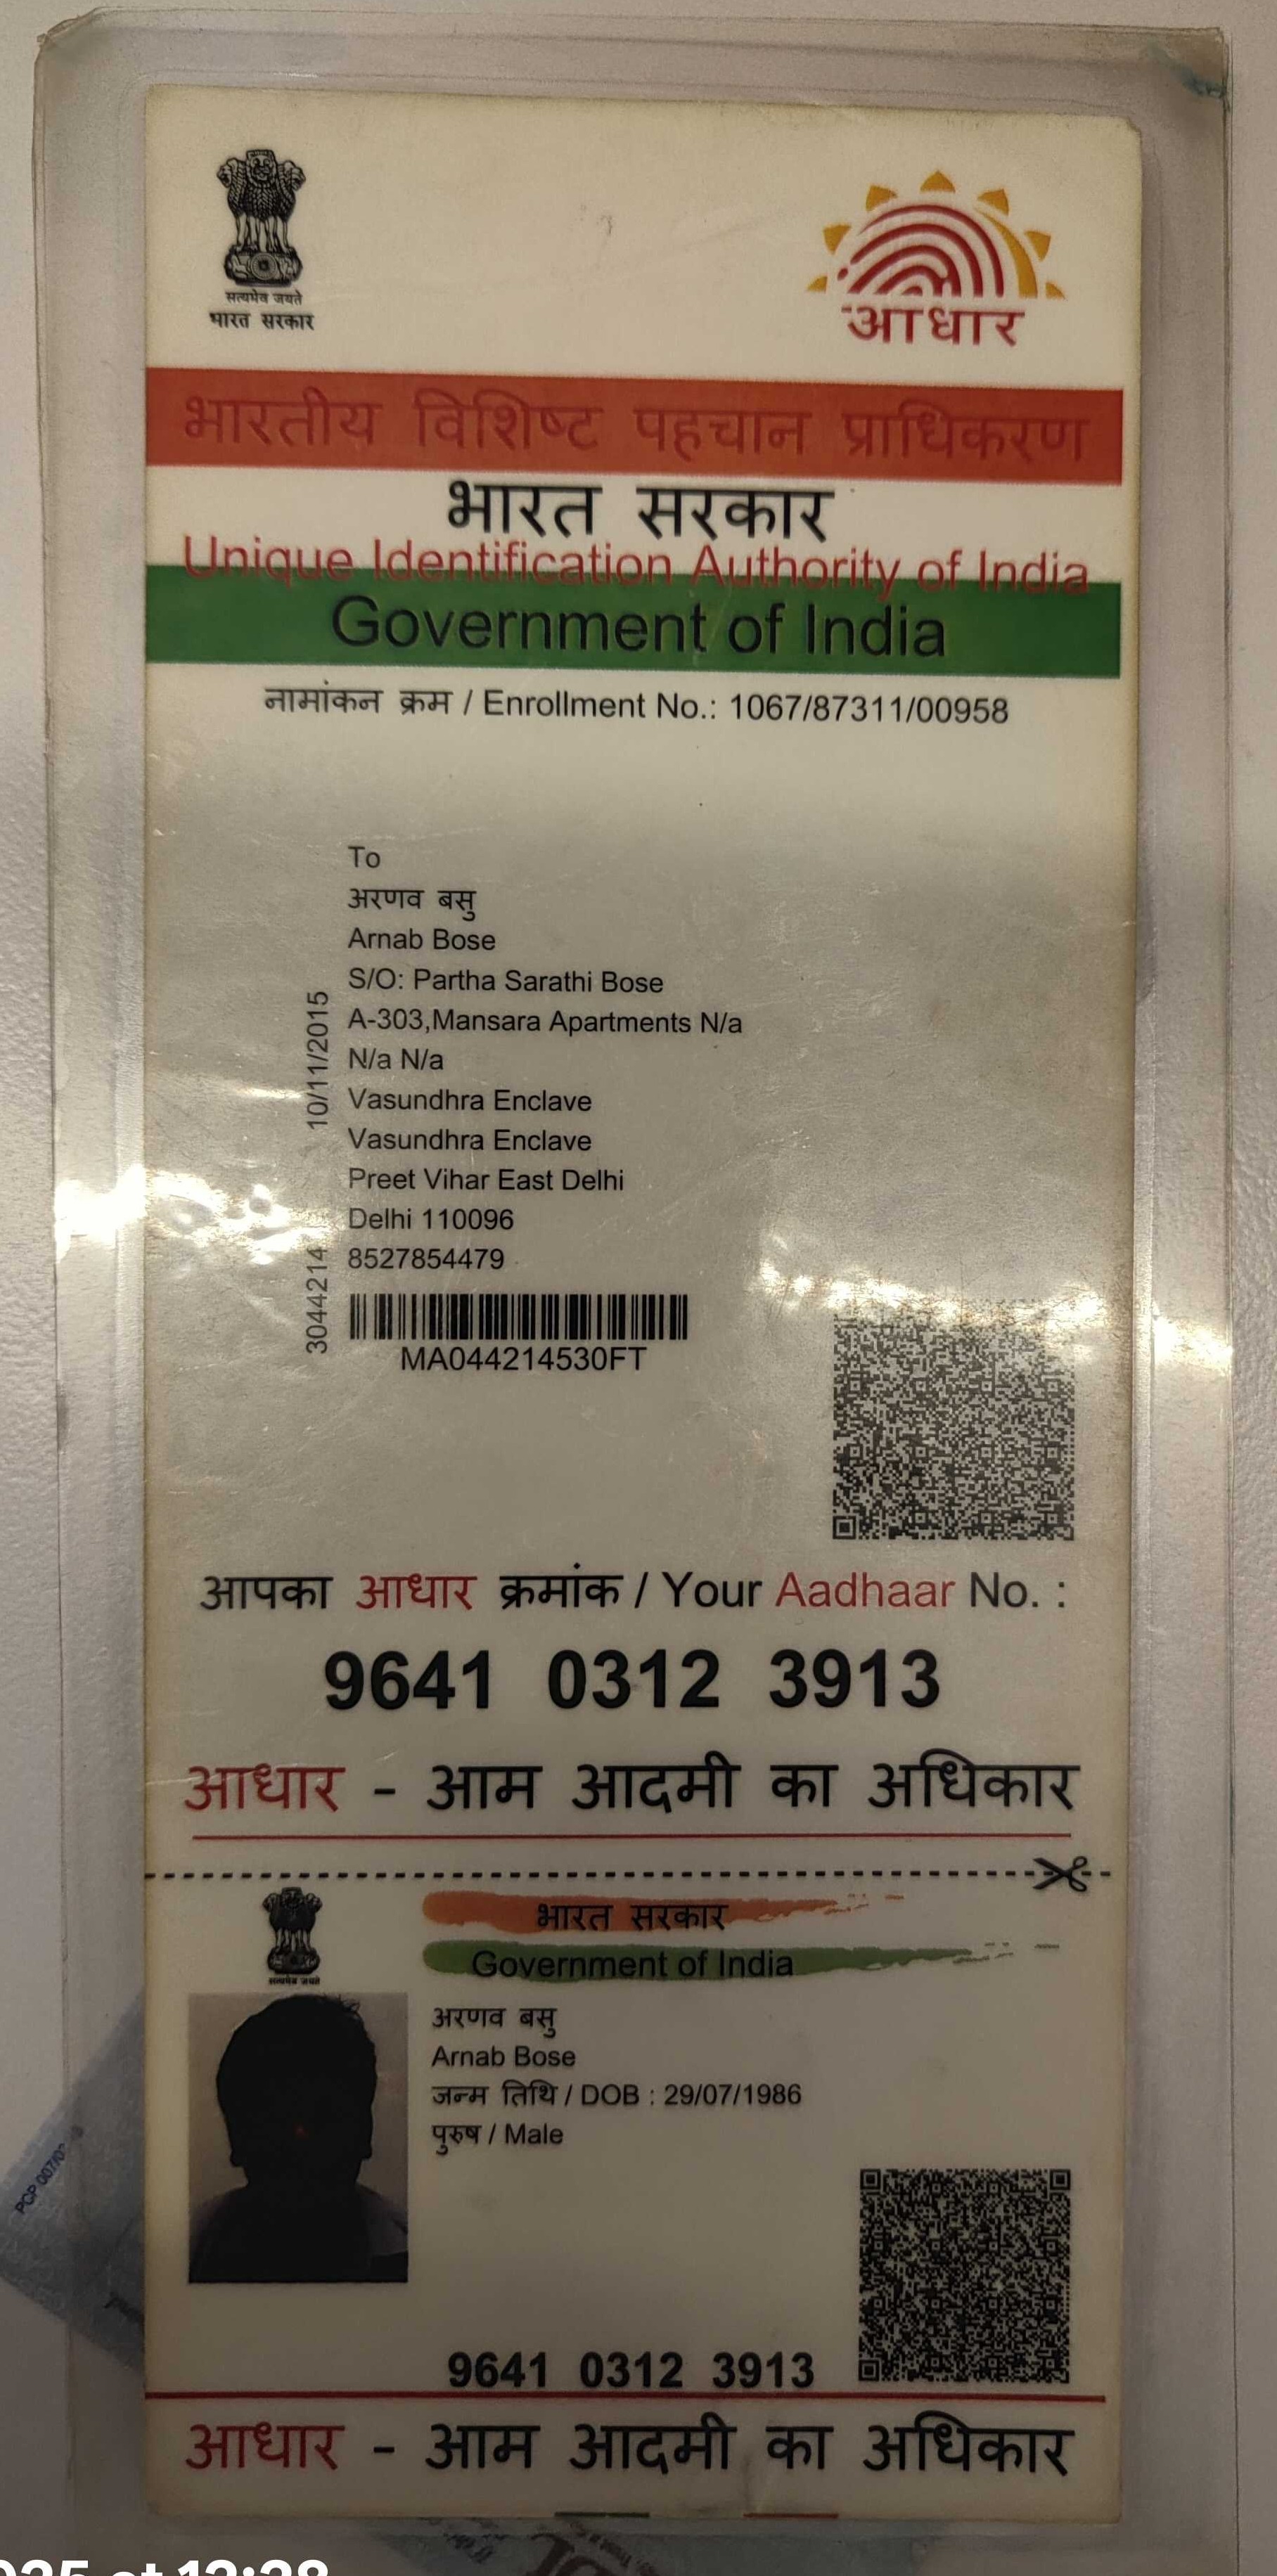 सत्यमेव जयते
भारत सरकार
आधार
भारतीय विशिष्ट पहचान प्राधिकरण
भारत सरकार
Unique Identification Authority of India
Government of India
नामांकन क्रम / Enrollment No.: 1067/87311/00958
To
अरणव बसु
Arnab Bose
S/O: Partha Sarathi Bose
A-303,Mansara Apartments N/a
N/a N/a
Vasundhra Enclave
Vasundhra Enclave
Preet Vihar East Delhi
Delhi 110096
8527854479
10/11/2015
3044214
MA044214530FT
आपका आधार क्रमांक / Your Aadhaar No. :
9641 0312 3913
आधार - आम आदमी का अधिकार
भारत सरकार
Government of India
सत्यमेव जयते
अरणव बसु
Arnab Bose
जन्म तिथि / DOB : 29/07/1986
पुरुष / Male
9641 0312 3913
आधार - आम आदमी का अधिकार